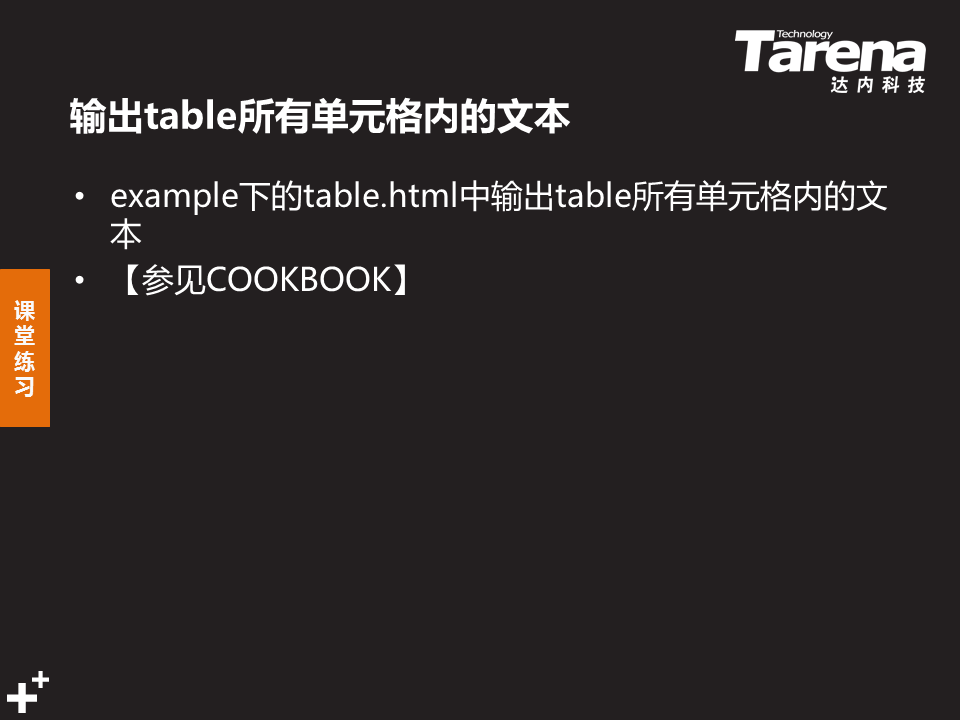 Technology
Tarena
达内科技
输出table所有单元格内的文本
• example下的table.html中输出table所有单元格内的文
本
• 【参见COOKBOOK】
课
堂
练
习